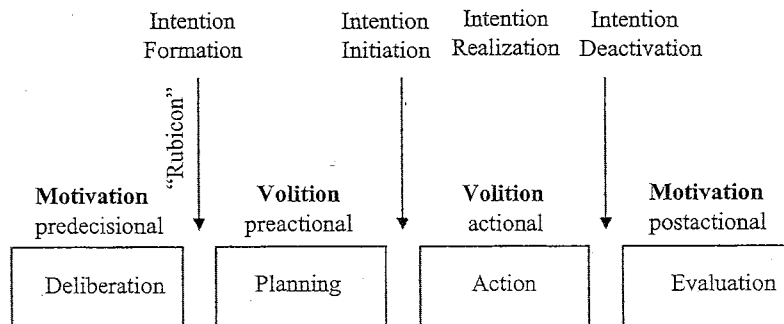 Intention Formation
Intention Initiation
Intention Realization
Intention Deactivation
"Rubicon"
Motivation
predecisional
Volition
preactional
Volition
actional
Motivation
postactional
Deliberation
Planning
Action
Evaluation